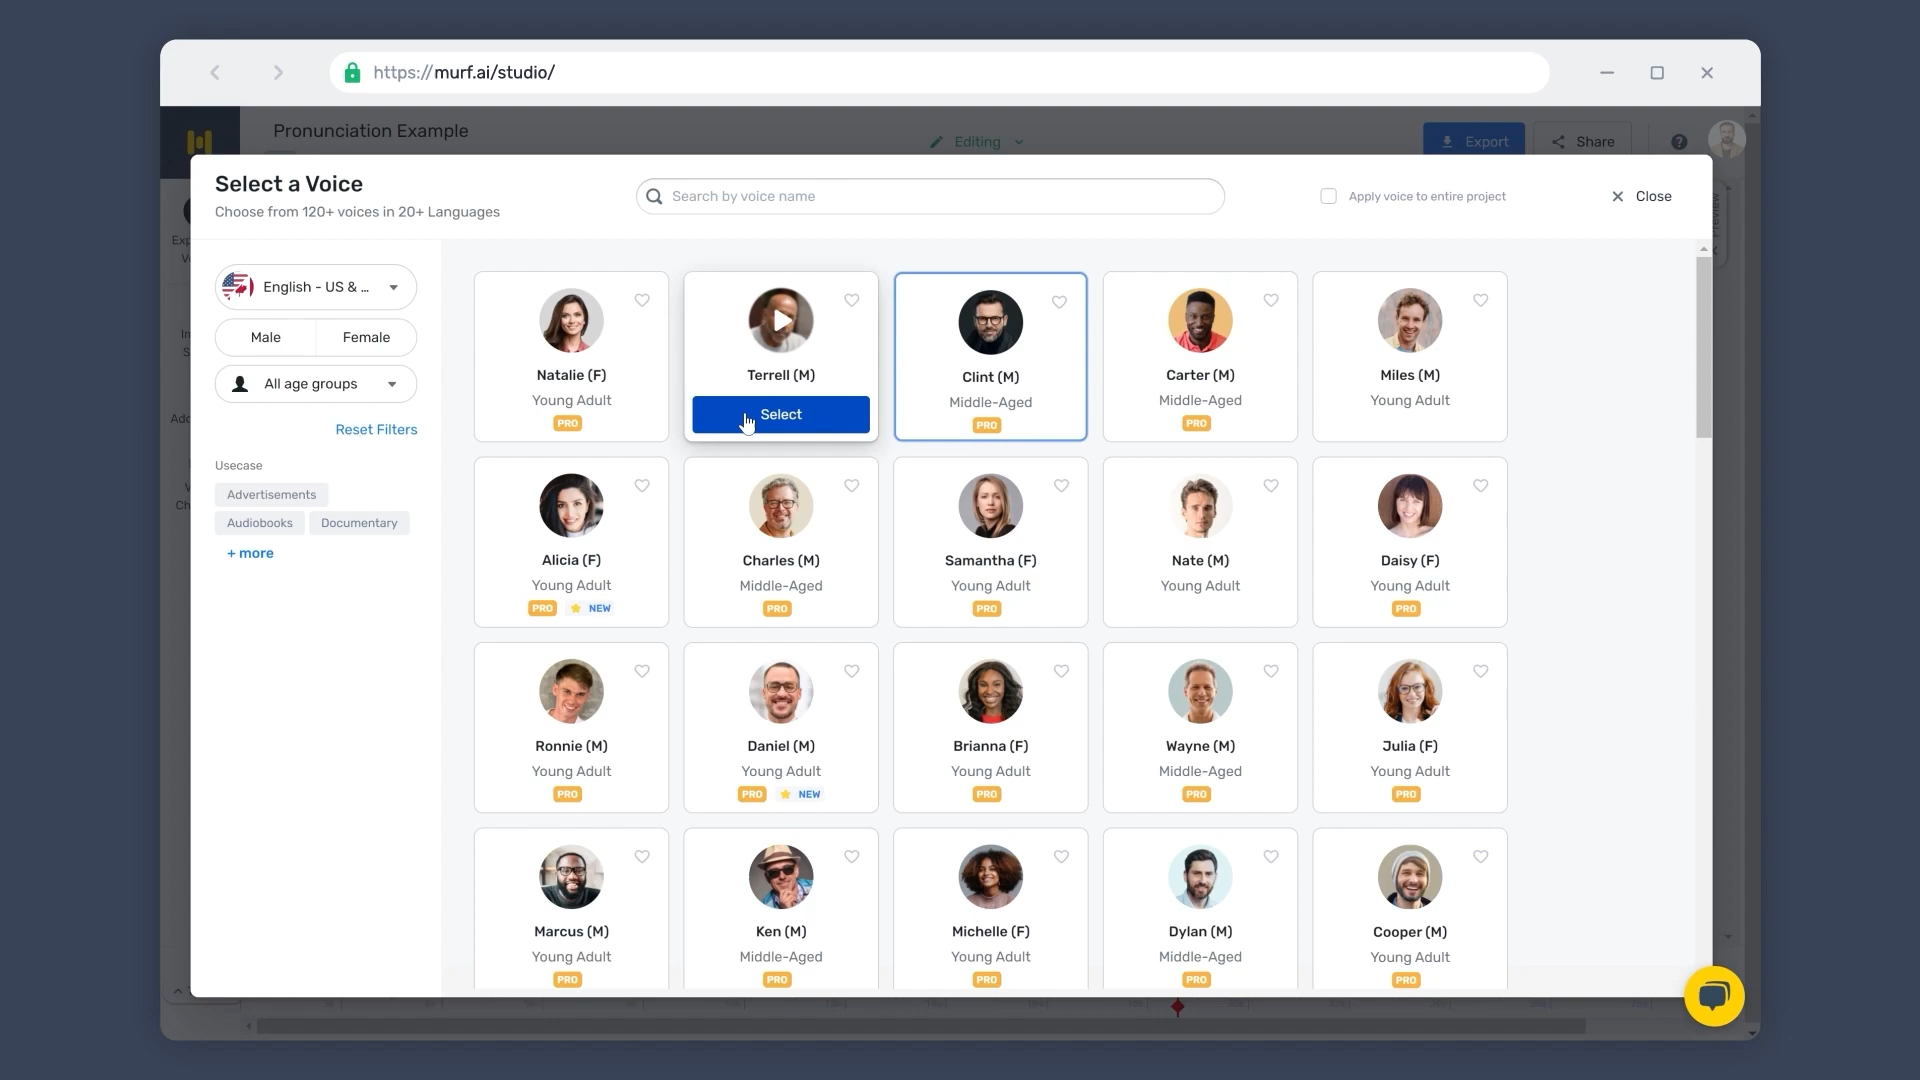 https://murf.ai/studio/
Pronunciation Example
Editing
Export
Share
Select a Voice
Choose from 120+ voices in 20+ Languages
Search by voice name
Apply voice to entire project
Close
English - US & ...
Male
Female
All age groups
Reset Filters
Usecase
Advertisements
Audiobooks
Documentary
+ more
Natalie (F)
Young Adult
PRO
Terrell (M)
Select
Clint (M)
Middle-Aged
PRO
Carter (M)
Middle-Aged
PRO
Miles (M)
Young Adult
Alicia (F)
Young Adult
PRO
NEW
Charles (M)
Middle-Aged
PRO
Samantha (F)
Young Adult
PRO
Nate (M)
Young Adult
Daisy (F)
Young Adult
PRO
Ronnie (M)
Young Adult
PRO
Daniel (M)
Young Adult
PRO
NEW
Brianna (F)
Young Adult
PRO
Wayne (M)
Middle-Aged
PRO
Julia (F)
Young Adult
PRO
Marcus (M)
Young Adult
PRO
Ken (M)
Middle-Aged
PRO
Michelle (F)
Young Adult
PRO
Dylan (M)
Middle-Aged
PRO
Cooper (M)
Young Adult
PRO